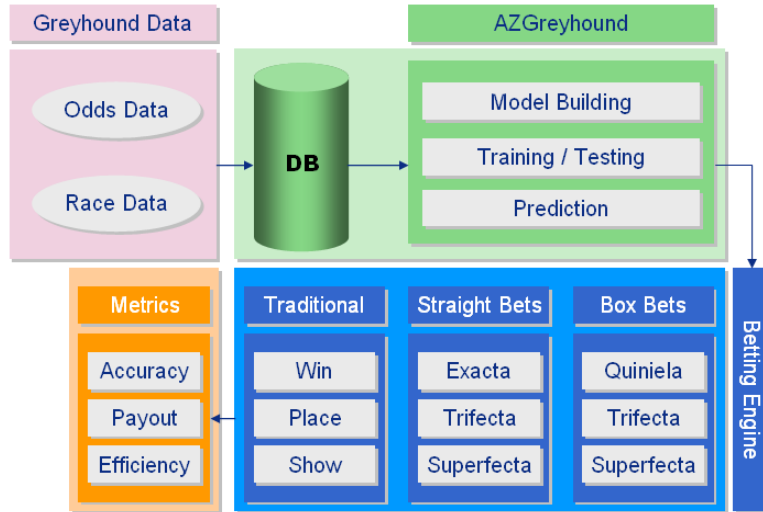 Greyhound Data
AZGreyhound
Odds Data
Race Data
DB
Model Building
Training / Testing
Prediction
Betting Engine
Metrics
Accuracy
Payout
Efficiency
Traditional
Win
Place
Show
Straight Bets
Exacta
Trifecta
Superfecta
Box Bets
Quiniela
Trifecta
Superfecta